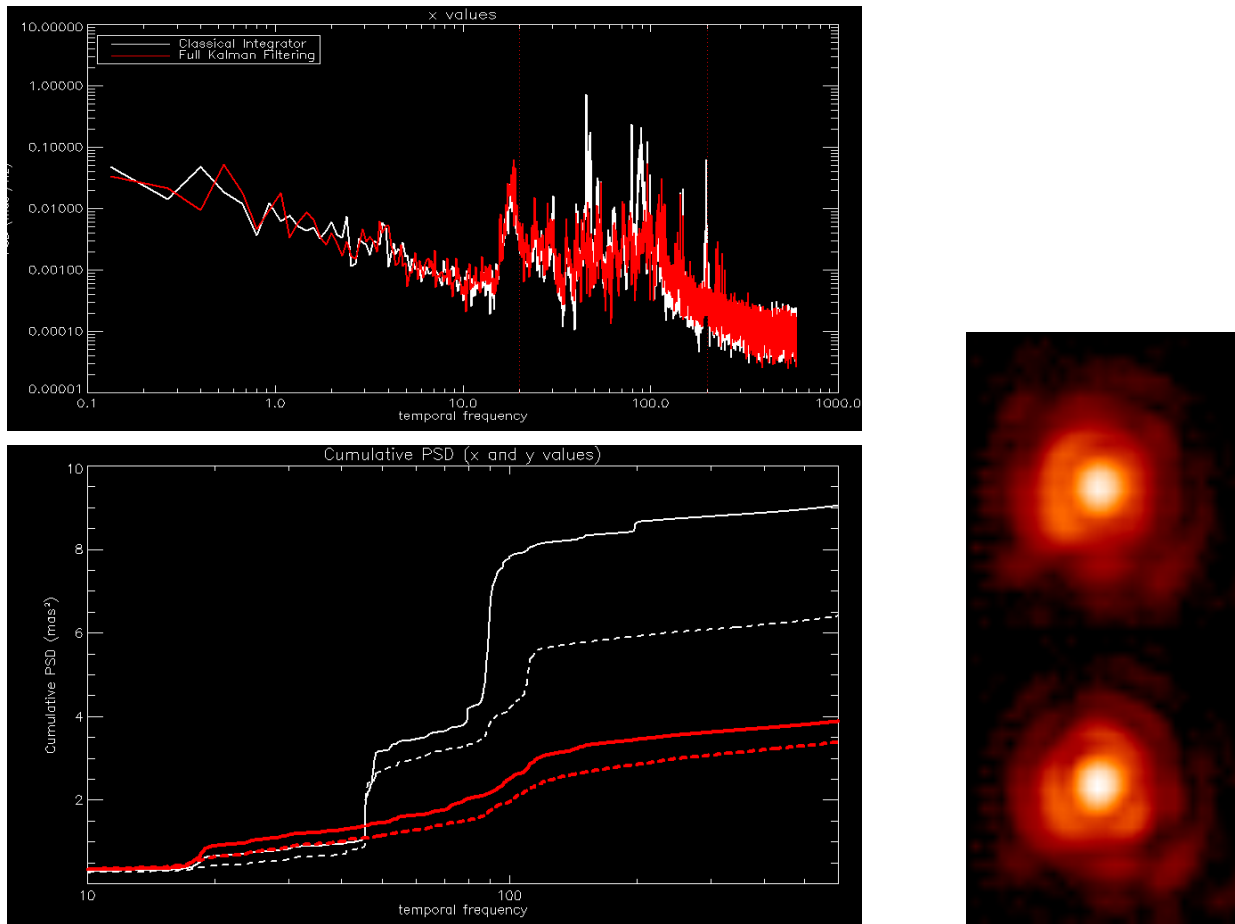 x values
10.00000
Classical Integrator
Full Kalman Filtering
1.00000
0.10000
0.01000
0.00100
0.00010
0.00001
0.1 1.0 10.0 100.0 1000.0
temporal frequency
Cumulative PSD (x and y values)
10
8
6
4
2
Cumulative PSD (mas²)
10 100
temporal frequency